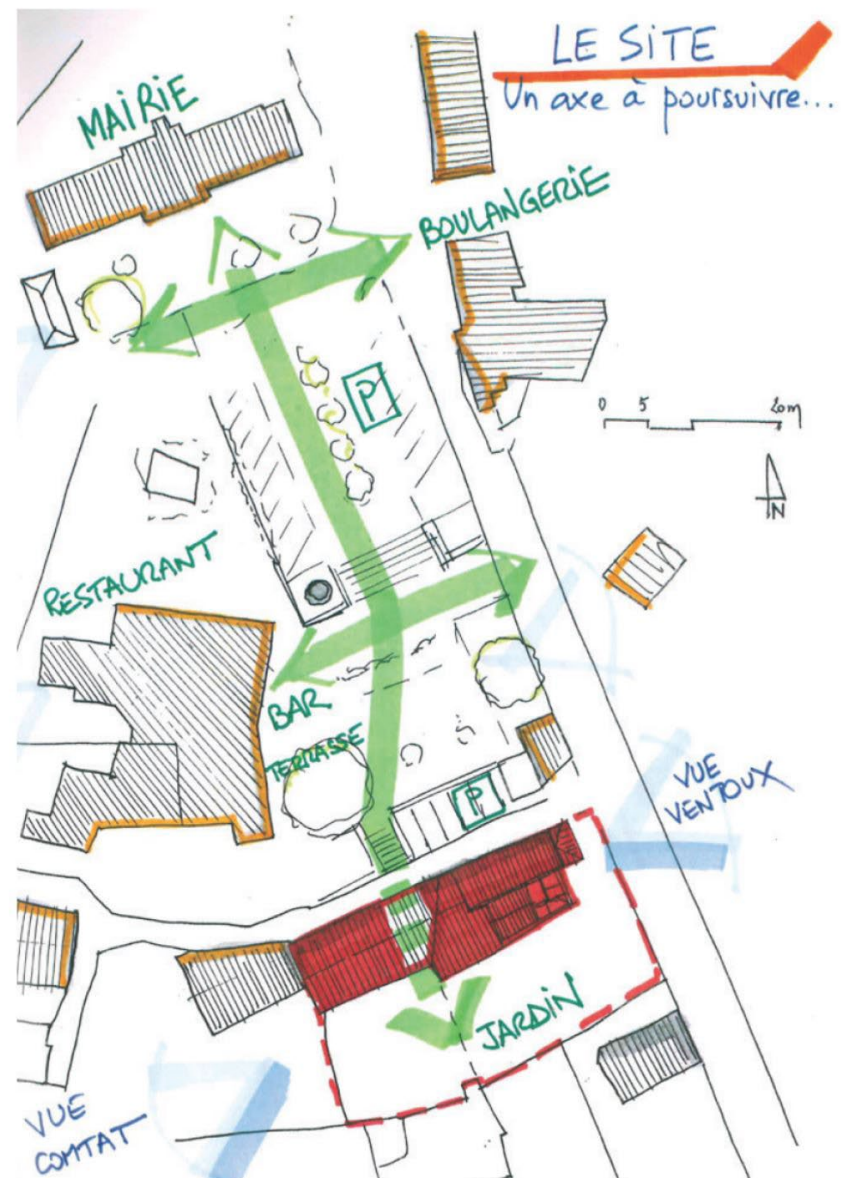 LE SiTE
Un axe à poursuivre...
MAiRiE
BOULANGERiE
P
0 5 20m
N
RESTAURANT
BAR
TERRASSE
P
VUE
VENTOUX
JARDiN
VUE
COMTAT